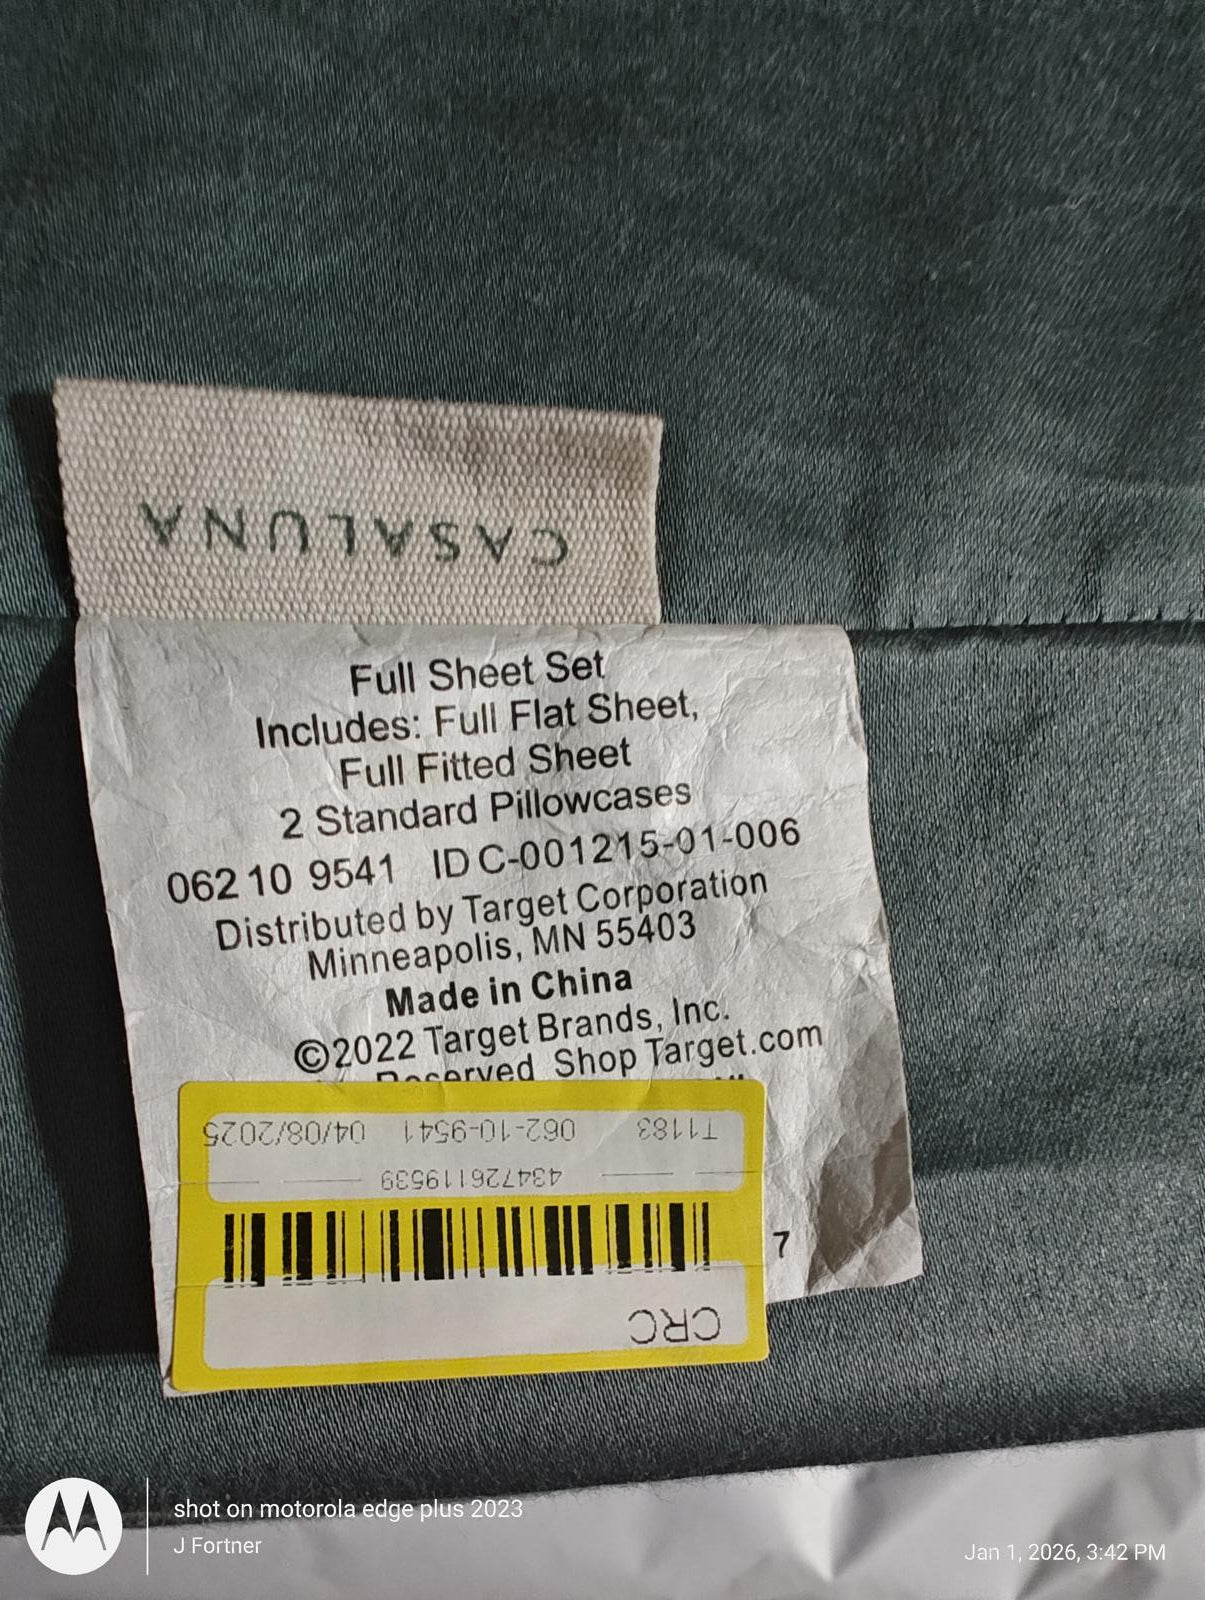 CASALUNA
Full Sheet Set
Includes: Full Flat Sheet,
Full Fitted Sheet
2 Standard Pillowcases
062 10 9541 ID C-001215-01-006
Distributed by Target Corporation
Minneapolis, MN 55403
Made in China
©2022 Target Brands, Inc.
Reserved Shop Target.com
7
CRC
434726119539
T1183 062-10-9541 04/08/2025
shot on motorola edge plus 2023
J Fortner
Jan 1, 2026, 3:42 PM